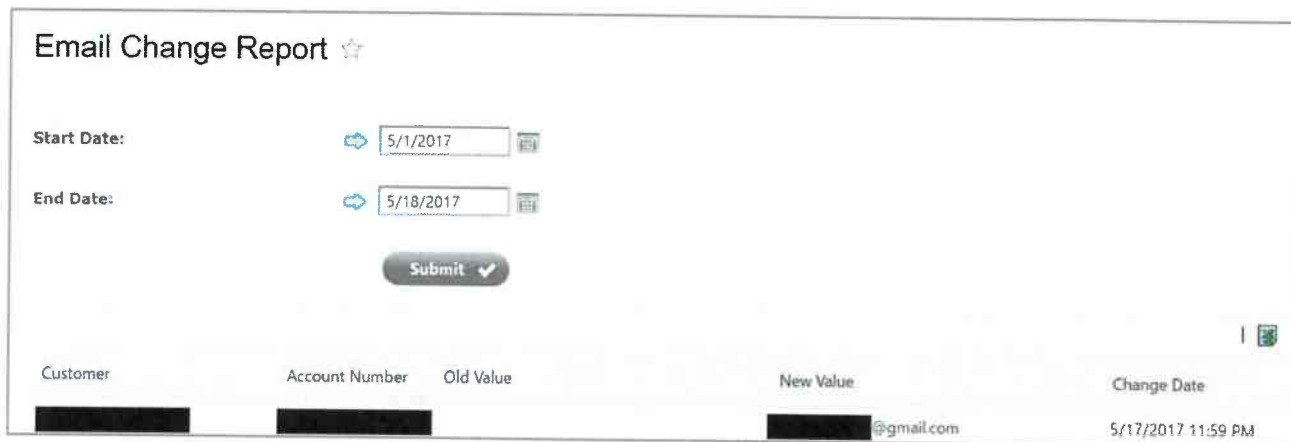 Email Change Report
Start Date: 5/1/2017
End Date: 5/18/2017
Submit
Customer Account Number Old Value New Value Change Date
@gmail.com 5/17/2017 11:59 PM